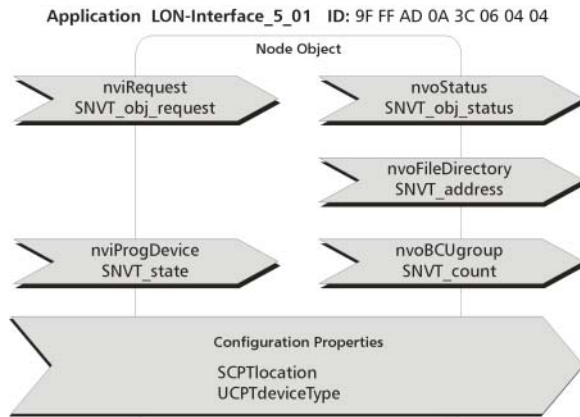 Application LON-Interface_5_01 ID: 9F FF AD 0A 3C 06 04 04
Node Object
nviRequest
SNVT_obj_request
nvoStatus
SNVT_obj_status
nvoFileDirectory
SNVT_address
nviProgDevice
SNVT_state
nvoBCUgroup
SNVT_count
Configuration Properties
SCPTlocation
UCPTdeviceType